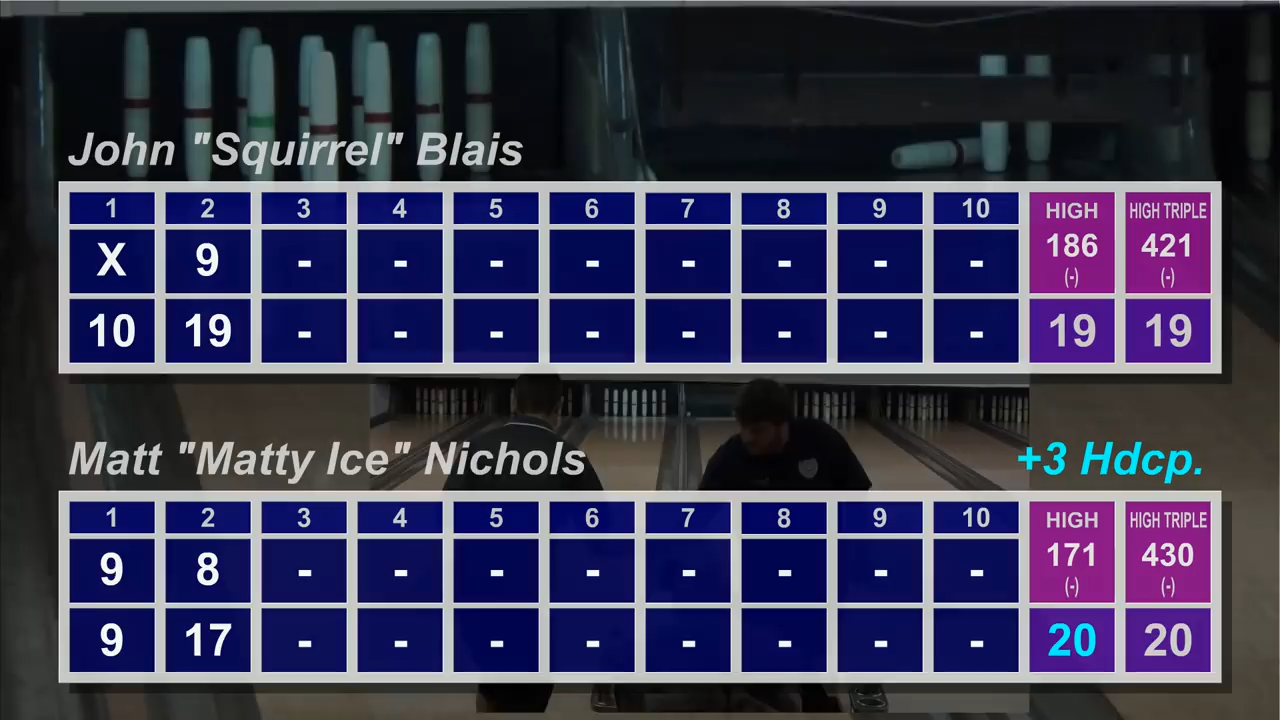 John "Squirrel" Blais
1 2 3 4 5 6 7 8 9 10 HIGH HIGH TRIPLE
X 9 - - - - - - - - 186 421
(-) (-)
10 19 - - - - - - - - 19 19
Matt "Matty Ice" Nichols +3 Hdcp.
1 2 3 4 5 6 7 8 9 10 HIGH HIGH TRIPLE
9 8 - - - - - - - - 171 430
(-) (-)
9 17 - - - - - - - - 20 20